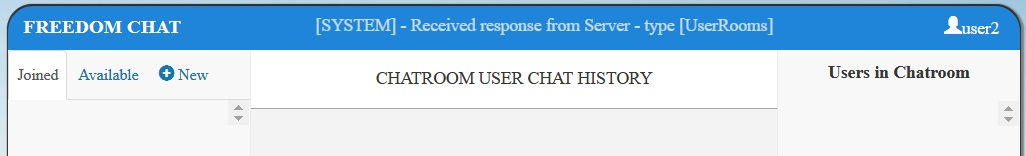 FREEDOM CHAT [SYSTEM] - Received response from Server - type [UserRooms] user2
Joined Available New CHATROOM USER CHAT HISTORY Users in Chatroom